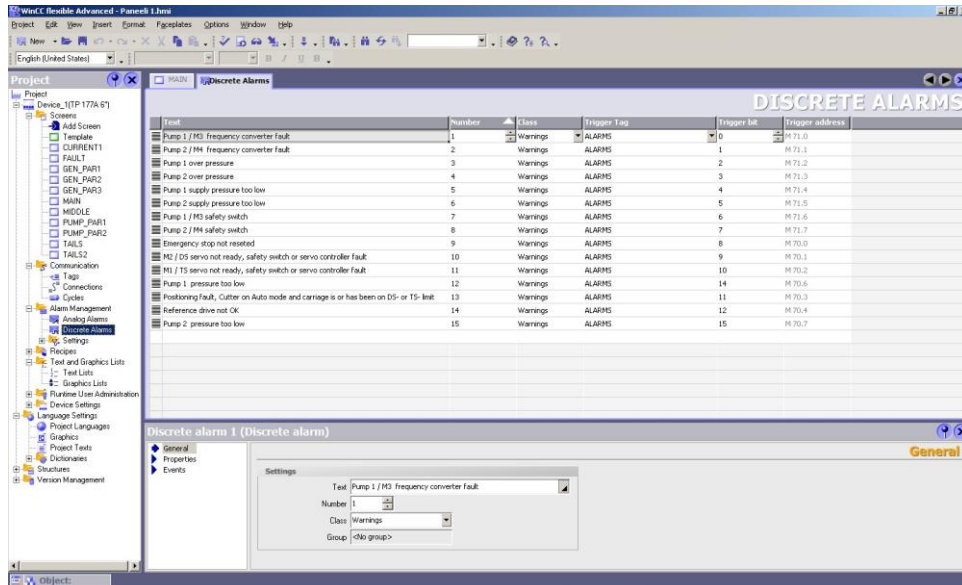 WinCC flexible Advanced - Paneeli 1.hmi
Project Edit View Insert Format Faceplates Options Window Help
New
English (United States)
Project
MAIN Discrete Alarms
DISCRETE ALARMS
Project
Device_1(TP 177A 6")
Screens
Add Screen
Template
CURRENT1
FAULT
GEN_PAR1
GEN_PAR2
GEN_PAR3
MAIN
MIDDLE
PUMP_PAR1
PUMP_PAR2
TAILS
TAILS2
Communication
Tags
Connections
Cycles
Alarm Management
Analog Alarms
Discrete Alarms
Settings
Recipes
Text and Graphics Lists
Text Lists
Graphics Lists
Runtime User Administration
Device Settings
Language Settings
Project Languages
Graphics
Project Texts
Dictionaries
Structures
Version Management
Text Number Class Trigger Tag Trigger bit Trigger address
Pump 1 / M3 frequency converter fault 1 Warnings ALARMS 0 M 71.0
Pump 2 / M4 frequency converter fault 2 Warnings ALARMS 1 M 71.1
Pump 1 over pressure 3 Warnings ALARMS 2 M 71.2
Pump 2 over pressure 4 Warnings ALARMS 3 M 71.3
Pump 1 supply pressure too low 5 Warnings ALARMS 4 M 71.4
Pump 2 supply pressure too low 6 Warnings ALARMS 5 M 71.5
Pump 1 / M3 safety switch 7 Warnings ALARMS 6 M 71.6
Pump 2 / M4 safety switch 8 Warnings ALARMS 7 M 71.7
Emergency stop not reseted 9 Warnings ALARMS 8 M 70.0
M2 / DS servo not ready, safety switch or servo controller fault 10 Warnings ALARMS 9 M 70.1
M1 / TS servo not ready, safety switch or servo controller fault 11 Warnings ALARMS 10 M 70.2
Pump 1 pressure too low 12 Warnings ALARMS 14 M 70.6
Positioning fault, Cutter on Auto mode and carriage is or has been on DS- or TS- limit 13 Warnings ALARMS 11 M 70.3
Reference drive not OK 14 Warnings ALARMS 12 M 70.4
Pump 2 pressure too low 15 Warnings ALARMS 15 M 70.7
Discrete alarm 1 (Discrete alarm)
General
Properties
Events
General
Settings
Text Pump 1 / M3 frequency converter fault
Number 1
Class Warnings
Group <No group>
Object: